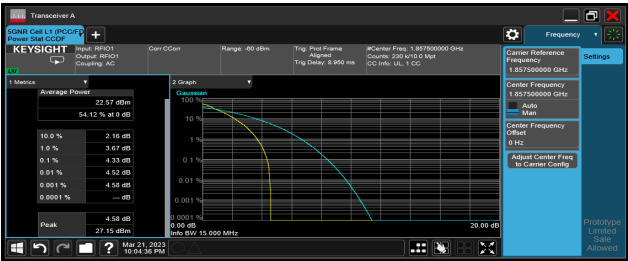 Transceiver A
5GNR Cell L1 (PCC/FD
Power Stat CCDF
Frequency
KEYSIGHT
Input: RFIO1
Output: RFIO1
Coupling: AC
Corr CCorr
Range: -60 dBm
Trig: Prot Frame
Aligned
Trig Delay: 8.950 ms
#Center Freq: 1.857500000 GHz
Counts: 230 k/10.0 Mpt
CC Info: UL, 1 CC
LXI
1 Metrics
Average Power
22.57 dBm
54.12 % at 0 dB
10.0 % 2.16 dB
1.0 % 3.67 dB
0.1 % 4.33 dB
0.01 % 4.52 dB
0.001 % 4.58 dB
0.0001 % --- dB
Peak
4.58 dB
27.15 dBm
2 Graph
Gaussian
100 %
10 %
1 %
0.1 %
0.01 %
0.001 %
0.0001 %
0.00 dB
20.00 dB
Info BW 15.000 MHz
Carrier Reference
Frequency
1.857500000 GHz
Center Frequency
1.857500000 GHz
Auto
Man
Center Frequency
Offset
0 Hz
Adjust Center Freq
to Carrier Config
Settings
Prototype
Limited
Sale
Allowed
Mar 21, 2023
10:04:36 PM